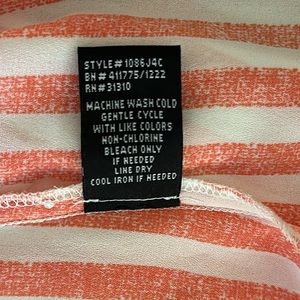 STYLE#1086J4C
BH#411775/1222
RN#31310
MACHINE WASH COLD
GENTLE CYCLE
WITH LIKE COLORS
NON-CHLORINE
BLEACH ONLY
IF NEEDED
LINE DRY
COOL IRON IF NEEDED